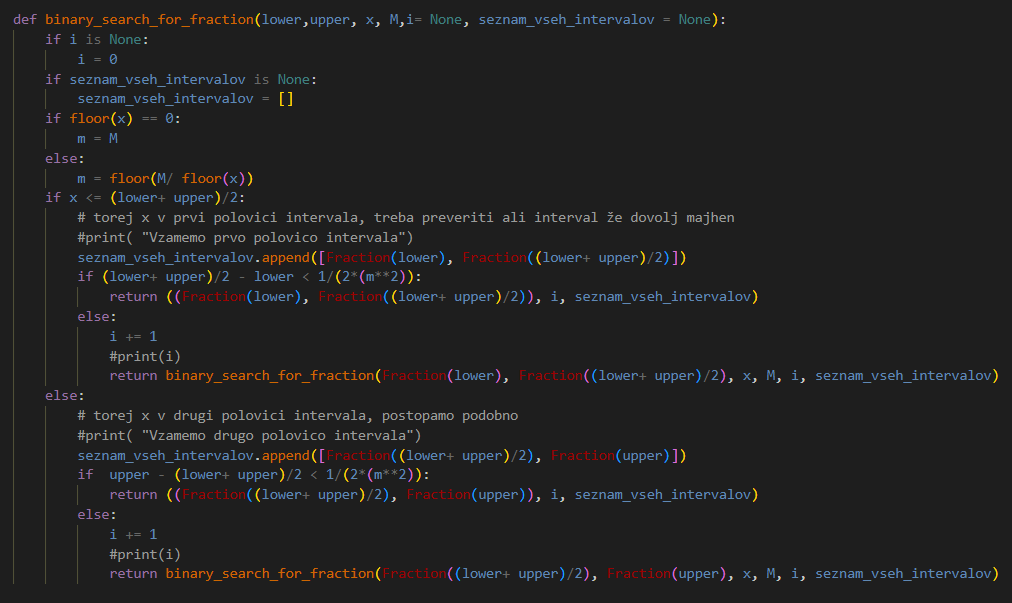 def binary_search_for_fraction(lower,upper, x, M,i= None, seznam_vseh_intervalov = None):
    if i is None:
        i = 0
    if seznam_vseh_intervalov is None:
        seznam_vseh_intervalov = []
    if floor(x) == 0:
        m = M
    else:
        m = floor(M/ floor(x))
    if x <= (lower+ upper)/2:
        # torej x v prvi polovici intervala, treba preveriti ali interval že dovolj majhen
        #print( "Vzamemo prvo polovico intervala")
        seznam_vseh_intervalov.append([Fraction(lower), Fraction((lower+ upper)/2)])
        if (lower+ upper)/2 - lower < 1/(2*(m**2)):
            return ((Fraction(lower), Fraction((lower+ upper)/2)), i, seznam_vseh_intervalov)
        else:
            i += 1
            #print(i)
            return binary_search_for_fraction(Fraction(lower), Fraction((lower+ upper)/2), x, M, i, seznam_vseh_intervalov)
    else:
        # torej x v drugi polovici intervala, postopamo podobno
        #print( "Vzamemo drugo polovico intervala")
        seznam_vseh_intervalov.append([Fraction((lower+ upper)/2), Fraction(upper)])
        if  upper - (lower+ upper)/2 < 1/(2*(m**2)):
            return ((Fraction((lower+ upper)/2), Fraction(upper)), i, seznam_vseh_intervalov)
        else:
            i += 1
            #print(i)
            return binary_search_for_fraction(Fraction((lower+ upper)/2), Fraction(upper), x, M, i, seznam_vseh_intervalov)